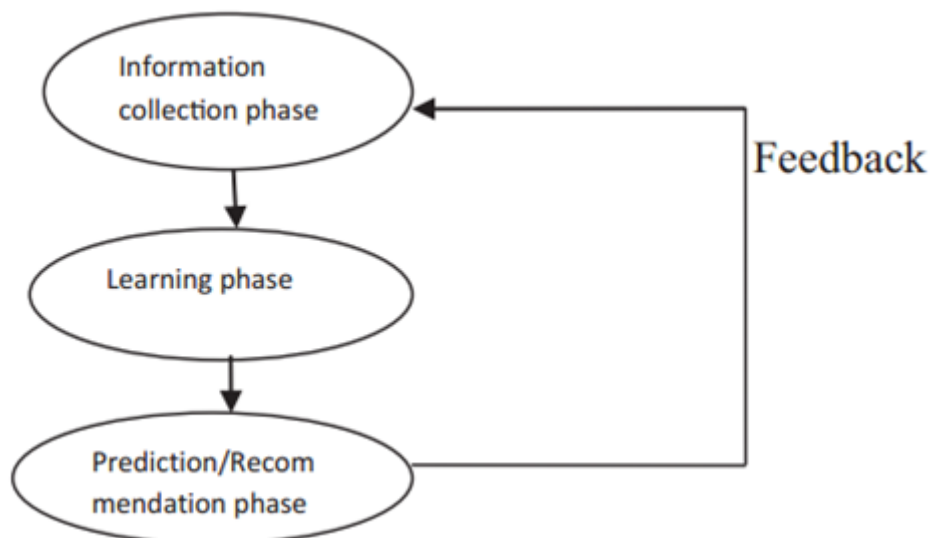 Information
collection phase
Feedback
Learning phase
Prediction/Recom
mendation phase